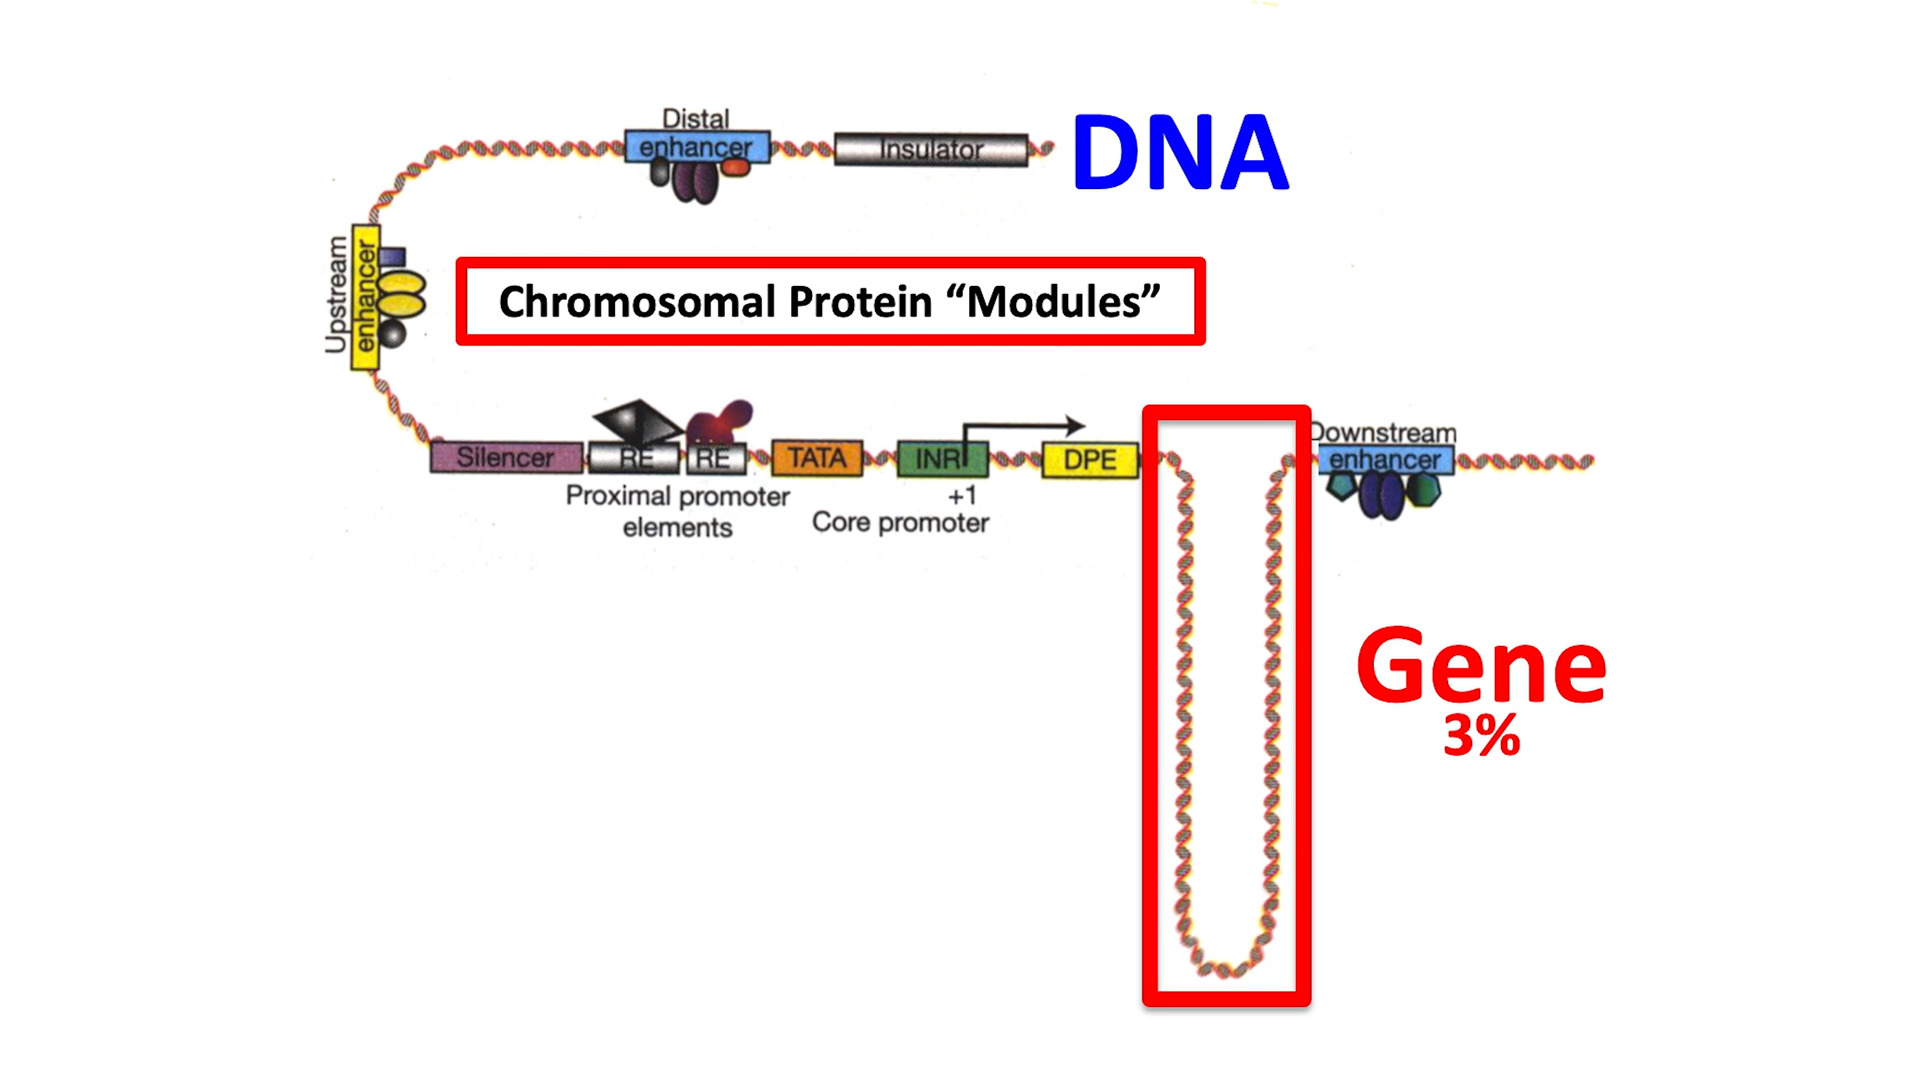 Distal
enhancer
Insulator
DNA
Upstream
enhancer
Chromosomal Protein “Modules”
Silencer
RE
RE
TATA
INR
DPE
Downstream
enhancer
Proximal promoter
elements
+1
Core promoter
Gene
3%